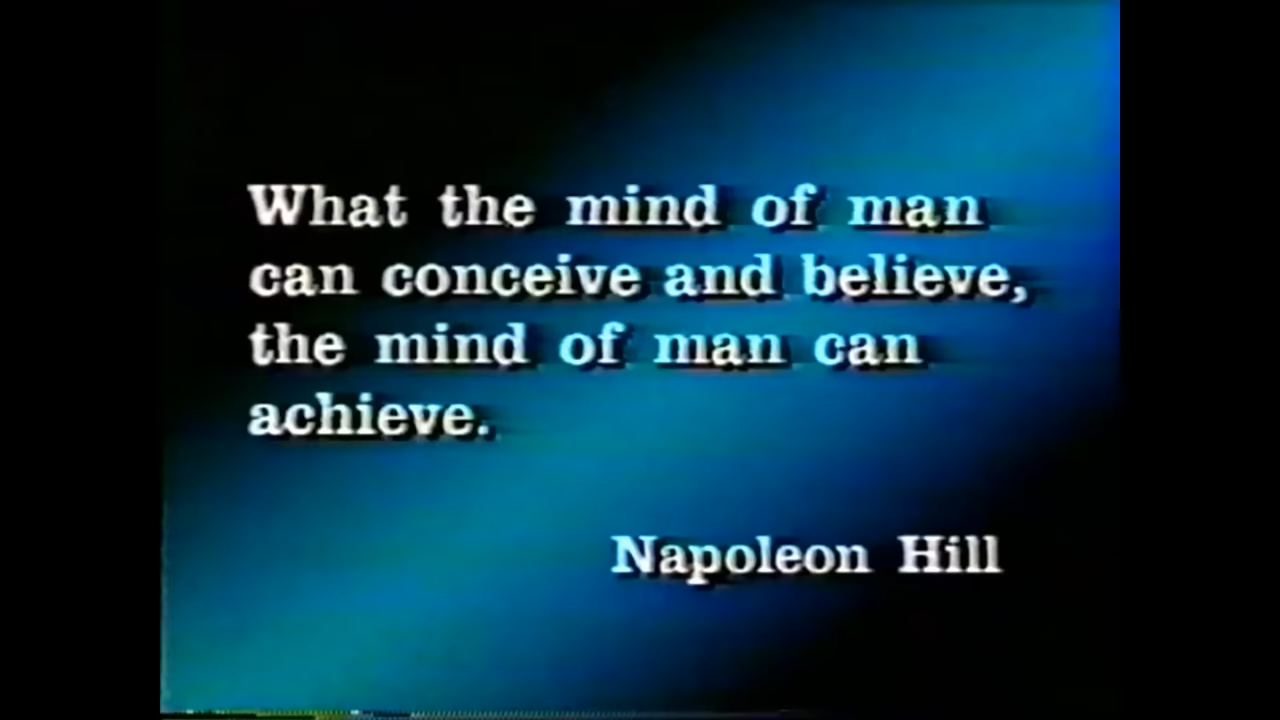 What the mind of man
can conceive and believe,
the mind of man can
achieve.
Napoleon Hill